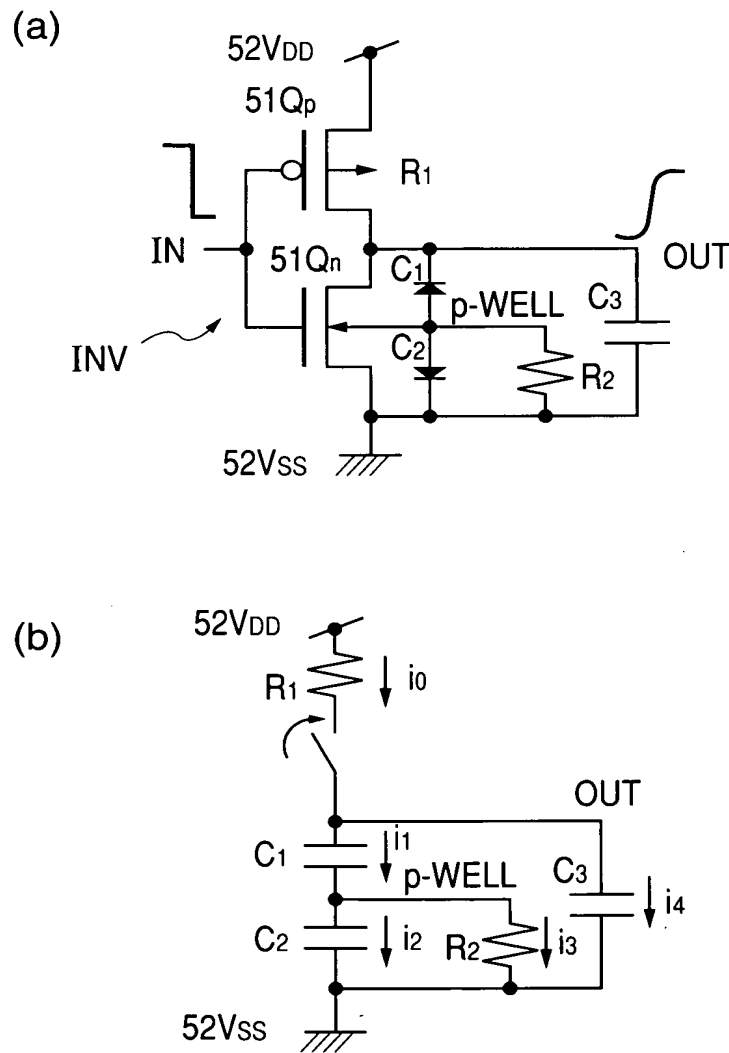 (a)
52VDD
51Qp
R1
IN
51Qn
C1
OUT
p-WELL
C3
C2
INV
R2
52VSS
(b)
52VDD
R1
i0
OUT
C1
i1
p-WELL
C3
C2
i2
R2
i3
i4
52VSS